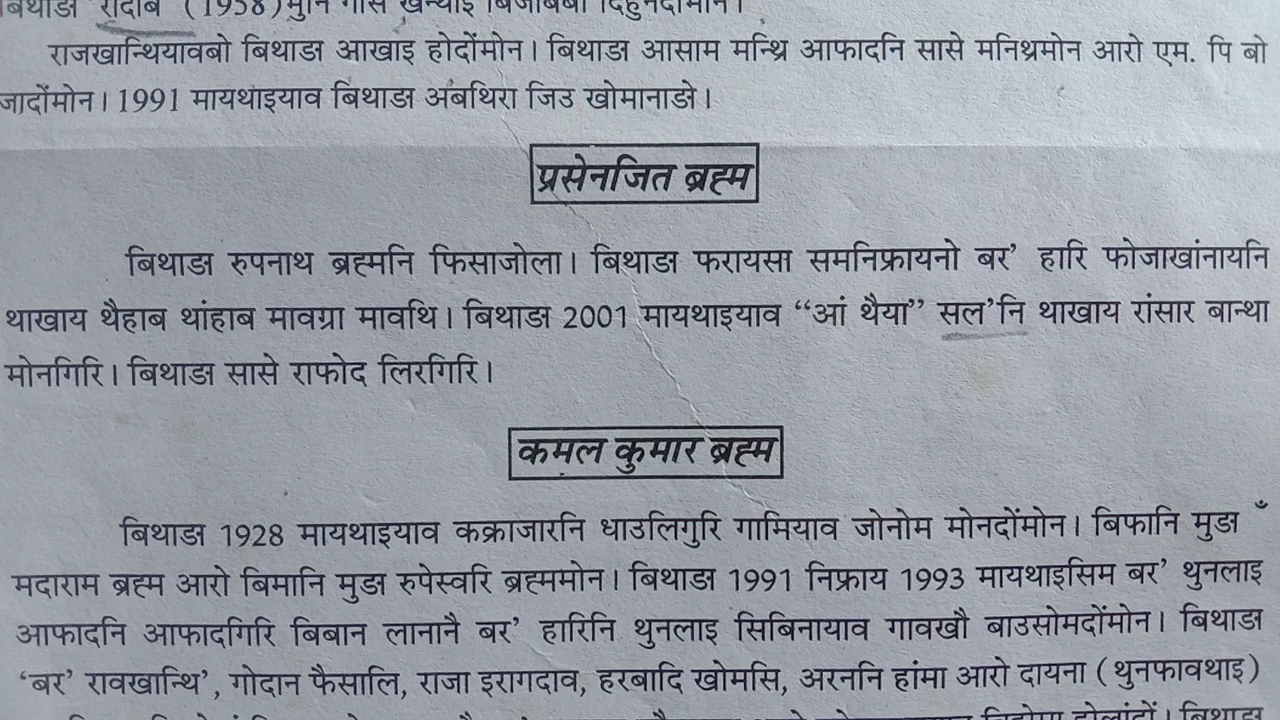 बिथाङा रादाब (1958) मुनि गासै खन्थाइ बिजाबबो दिहुनदोंमोन।
राजखान्थियावबो बिथाङा आखाइ होदोंमोन। बिथाङा आसाम मन्थ्रि आफादनि सासे मनिथ्रमोन आरो एम. पि बो
जादोंमोन। 1991 मायथाइयाव बिथाङा अंबथिरा जिउ खोमानाङो।
प्रसेनजित ब्रह्म
बिथाङा रुपनाथ ब्रह्मनि फिसाजोला। बिथाङा फरायसा समनिफ्रायनो बर’ हारि फोजाखांनायनि
थाखाय थैहाब थांहाब मावग्रा मावथि। बिथाङा 2001 मायथाइयाव “आं थैया” सल’नि थाखाय रांसार बान्था
मोनगिरि। बिथाङा सासे राफोद लिरगिरि।
कमल कुमार ब्रह्म
बिथाङा 1928 मायथाइयाव कक्राजारनि धाउलिगुरि गामियाव जोनोम मोनदोंमोन। बिफानि मुङा
मदाराम ब्रह्म आरो बिमानि मुङा रुपेस्वरि ब्रह्ममोन। बिथाङा 1991 निफ्राय 1993 मायथाइसिम बर’ थुनलाइ
आफादनि आफादगिरि बिबान लानानै बर’ हारिनि थुनलाइ सिबिनायाव गावखौ बाउसोमदोंमोन। बिथाङा
‘बर’ रावखान्थि’, गोदान फैसालि, राजा इरागदाव, हरबादि खोमसि, अरननि हांमा आरो दायना (थुनफावथाइ)